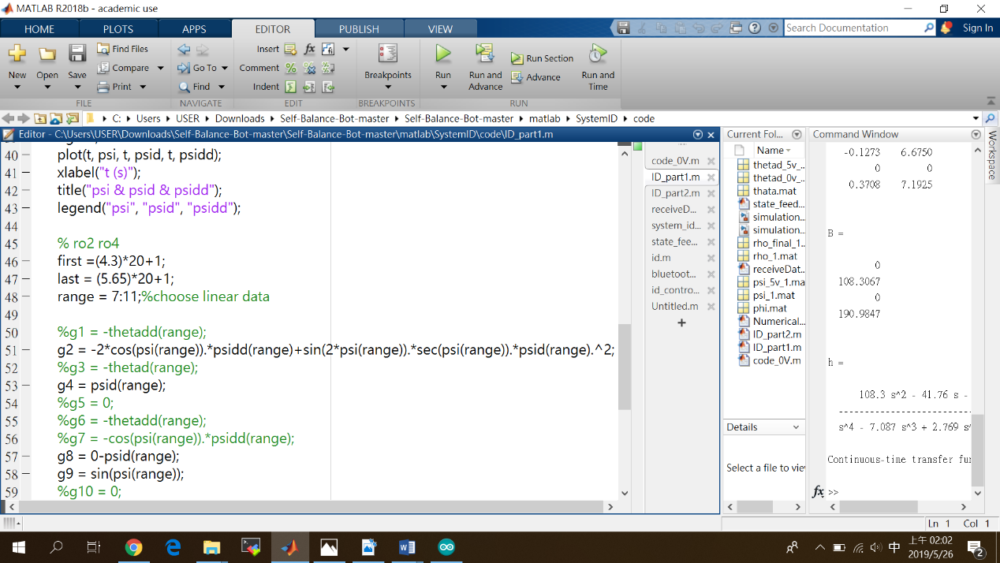 MATLAB R2018b - academic use
HOME PLOTS APPS EDITOR PUBLISH VIEW Search Documentation Sign In
New Open Save Find Files Compare Print
Go To Find
Insert fx Comment Indent
Breakpoints
Run Run and Advance Run Section Advance Run and Time
FILE NAVIGATE EDIT BREAKPOINTS RUN
C: Users USER Downloads Self-Balance-Bot-master Self-Balance-Bot-master matlab SystemID code
Editor - C:\Users\USER\Downloads\Self-Balance-Bot-master\Self-Balance-Bot-master\matlab\SystemID\code\ID_part1.m
40 plot(t, psi, t, psid, t, psidd);
41 xlabel("t (s)");
42 title("psi & psid & psidd");
43 legend("psi", "psid", "psidd");
44
45 % ro2 ro4
46 first =(4.3)*20+1;
47 last = (5.65)*20+1;
48 range = 7:11;%choose linear data
49
50 %g1 = -thetadd(range);
51 g2 = -2*cos(psi(range)).*psidd(range)+sin(2*psi(range)).*sec(psi(range)).*psid(range).^2;
52 %g3 = -thetad(range);
53 g4 = psid(range);
54 %g5 = 0;
55 %g6 = -thetadd(range);
56 %g7 = -cos(psi(range)).*psidd(range);
57 g8 = 0-psid(range);
58 g9 = sin(psi(range));
59 %g10 = 0;
code_0V.m
ID_part1.m
ID_part2.m
receiveD...
system_id...
state_fee...
id.m
bluetoot...
id_contro...
Untitled.m
+
Current Fol...
Name
thetad_5v_..
thetad_0v_..
thata.mat
state_feed...
simulation...
simulation...
rho_final_1..
rho_1.mat
receiveDat..
psi_5v_1.ma
psi_1.mat
phi.mat
Numerical...
ID_part2.m
ID_part1.m
code_0V.m
Details
Select a file to vie
Command Window
-0.1273 6.6750
0 0
0.3708 7.1925
B =
0
108.3067
0
190.9847
h =
108.3 s^2 - 41.76 s -
--------------------------
s^4 - 7.087 s^3 + 2.769 s
Continuous-time transfer fu
fx >>
Workspace
Ln 1 Col 1
中
上午 02:02
2019/5/26
2